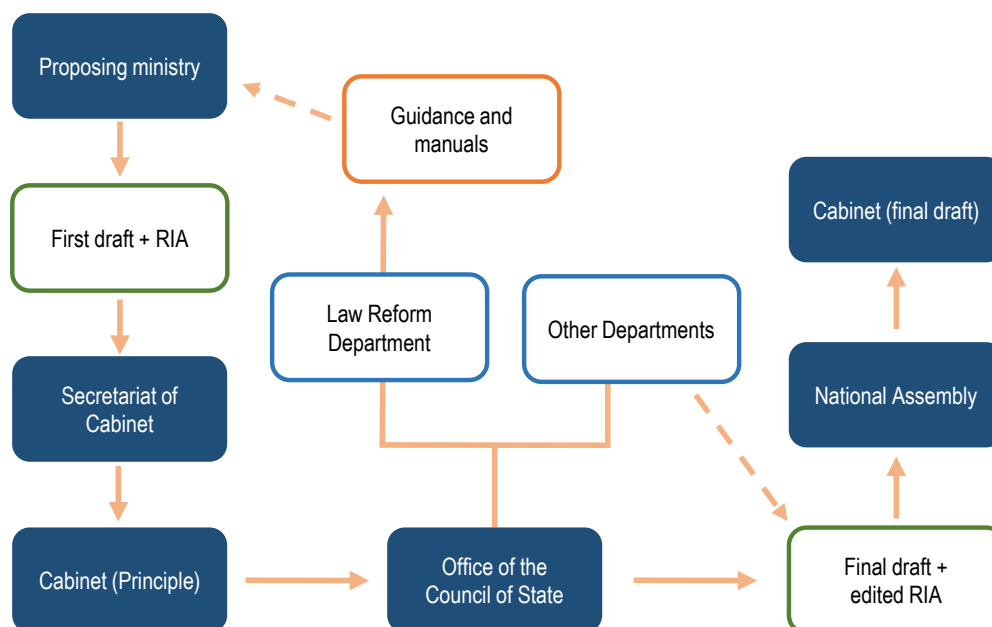 Proposing ministry
Guidance and
manuals
First draft + RIA
Cabinet (final draft)
Law Reform
Department
Other Departments
Secretariat of
Cabinet
National Assembly
Cabinet (Principle)
Office of the
Council of State
Final draft +
edited RIA